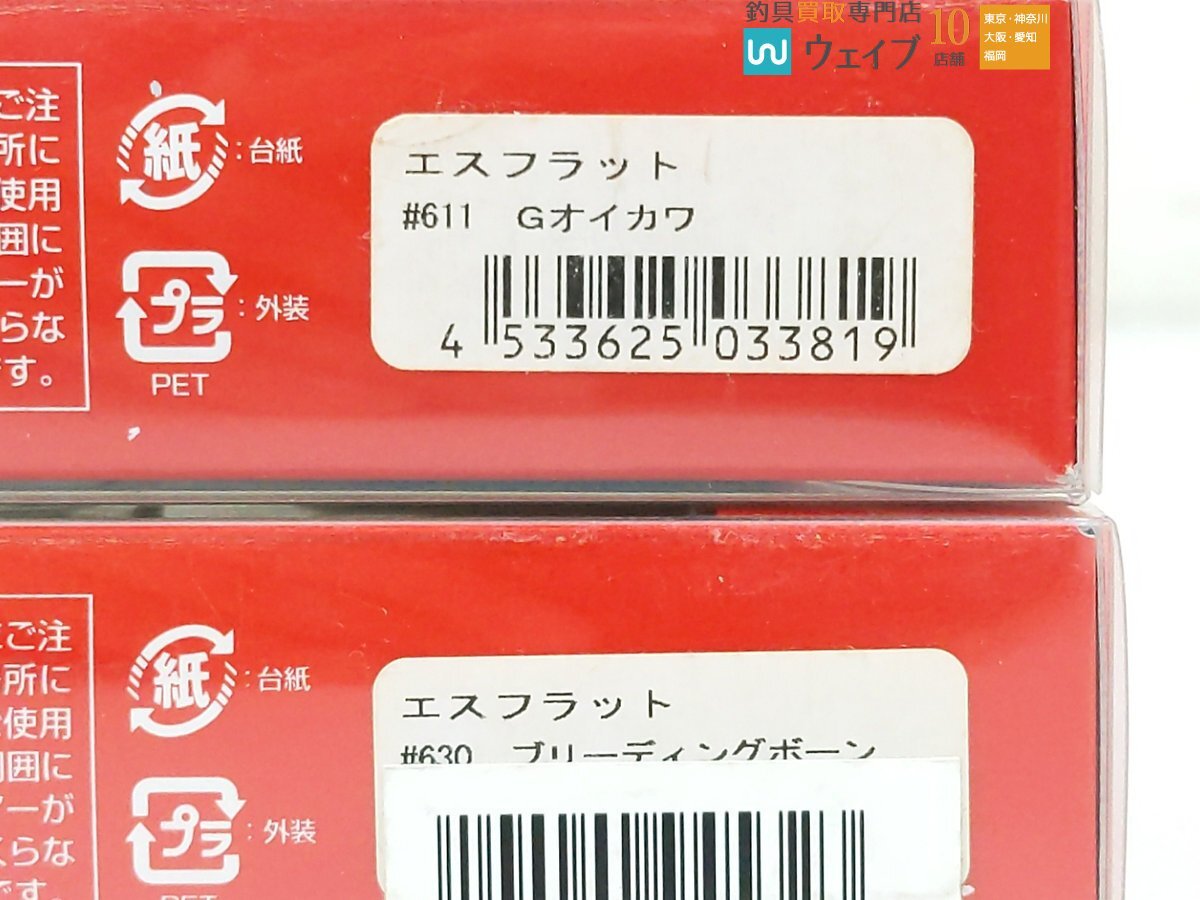 釣具買取専門店
ウェイブ
10
店舗
東京・神奈川
大阪・愛知
福岡
ご注
所に
使用
囲に
ーが
らな
す。
紙
:台紙
プラ
:外装
PET
エスフラット
#611 Gオイカワ
4 533625 033819
ご注
所に
使用
囲に
ーが
くらな
です。
紙
:台紙
プラ
:外装
PET
エスフラット
#630 ブリーディングボーン